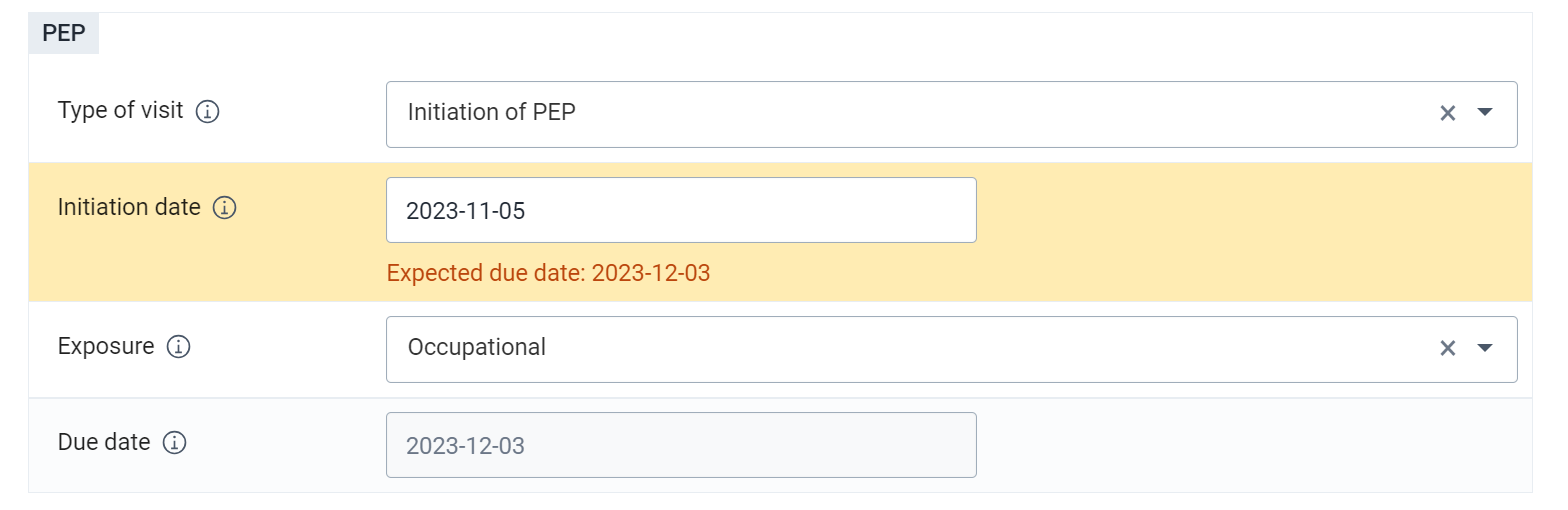 PEP
Type of visit
Initiation of PEP
Initiation date
2023-11-05
Expected due date: 2023-12-03
Exposure
Occupational
Due date
2023-12-03